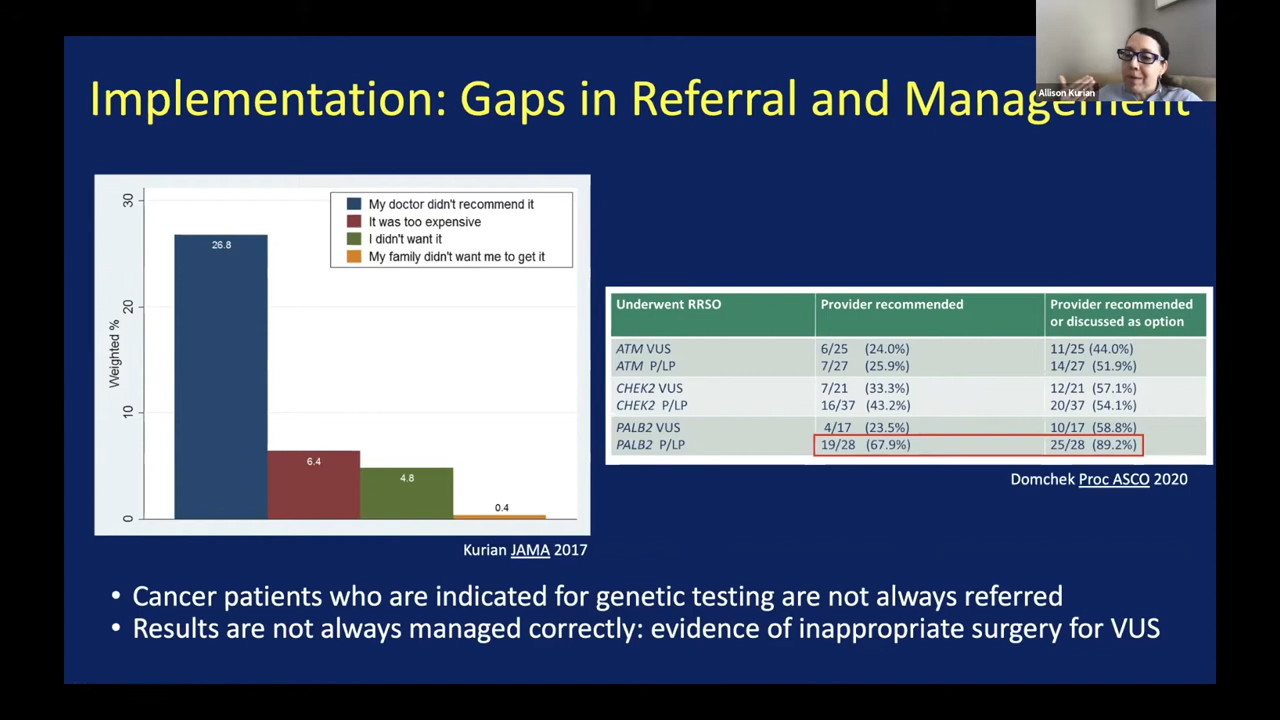 Allison Kurian
Implementation: Gaps in Referral and Management
30
20
10
0
Weighted %
My doctor didn't recommend it
It was too expensive
I didn't want it
My family didn't want me to get it
26.8
6.4
4.8
0.4
Kurian JAMA 2017
Underwent RRSO Provider recommended Provider recommended
or discussed as option
ATM VUS 6/25 (24.0%) 11/25 (44.0%)
ATM P/LP 7/27 (25.9%) 14/27 (51.9%)
CHEK2 VUS 7/21 (33.3%) 12/21 (57.1%)
CHEK2 P/LP 16/37 (43.2%) 20/37 (54.1%)
PALB2 VUS 4/17 (23.5%) 10/17 (58.8%)
PALB2 P/LP 19/28 (67.9%) 25/28 (89.2%)
Domchek Proc ASCO 2020
• Cancer patients who are indicated for genetic testing are not always referred
• Results are not always managed correctly: evidence of inappropriate surgery for VUS